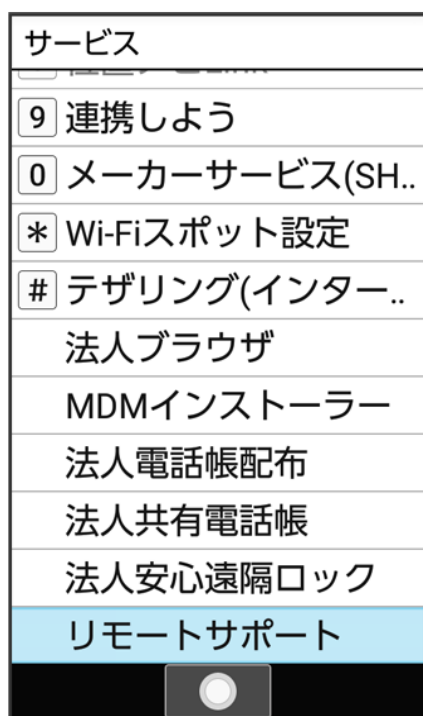 サービス
9 連携しよう
0 メーカーサービス(SH..
* Wi-Fiスポット設定
# テザリング(インター..
法人ブラウザ
MDMインストーラー
法人電話帳配布
法人共有電話帳
法人安心遠隔ロック
リモートサポート